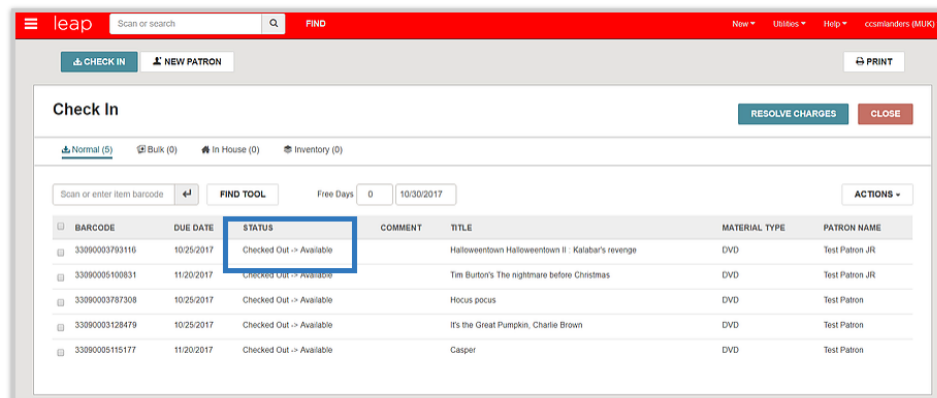 leap Scan or search FIND New Utilities Help ccsmlanders (MUK)
CHECK IN NEW PATRON PRINT
Check In RESOLVE CHARGES CLOSE
Normal (5) Bulk (0) In House (0) Inventory (0)
Scan or enter item barcode FIND TOOL Free Days 0 10/30/2017 ACTIONS
BARCODE DUE DATE STATUS COMMENT TITLE MATERIAL TYPE PATRON NAME
33090003793116 10/25/2017 Checked Out -> Available Halloweentown Halloweentown II : Kalabar's revenge DVD Test Patron JR
33090005100831 11/20/2017 Checked Out -> Available Tim Burton's The nightmare before Christmas DVD Test Patron JR
33090003787308 10/25/2017 Checked Out -> Available Hocus pocus DVD Test Patron
33090003128479 10/25/2017 Checked Out -> Available It's the Great Pumpkin, Charlie Brown DVD Test Patron
33090005115177 11/20/2017 Checked Out -> Available Casper DVD Test Patron